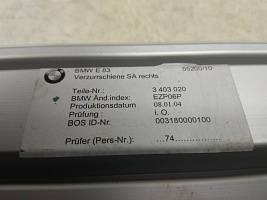 BMW E 83 55200/10
Verzurrschiene SA rechts
Teile-Nr.: 3 403 020
BMW Änd.index: EZP06P
Produktionsdatum 08.01.04
Prüfung : i. O.
BOS ID-Nr. 003180000100
Prüfer (Pers-Nr.): ....74....................